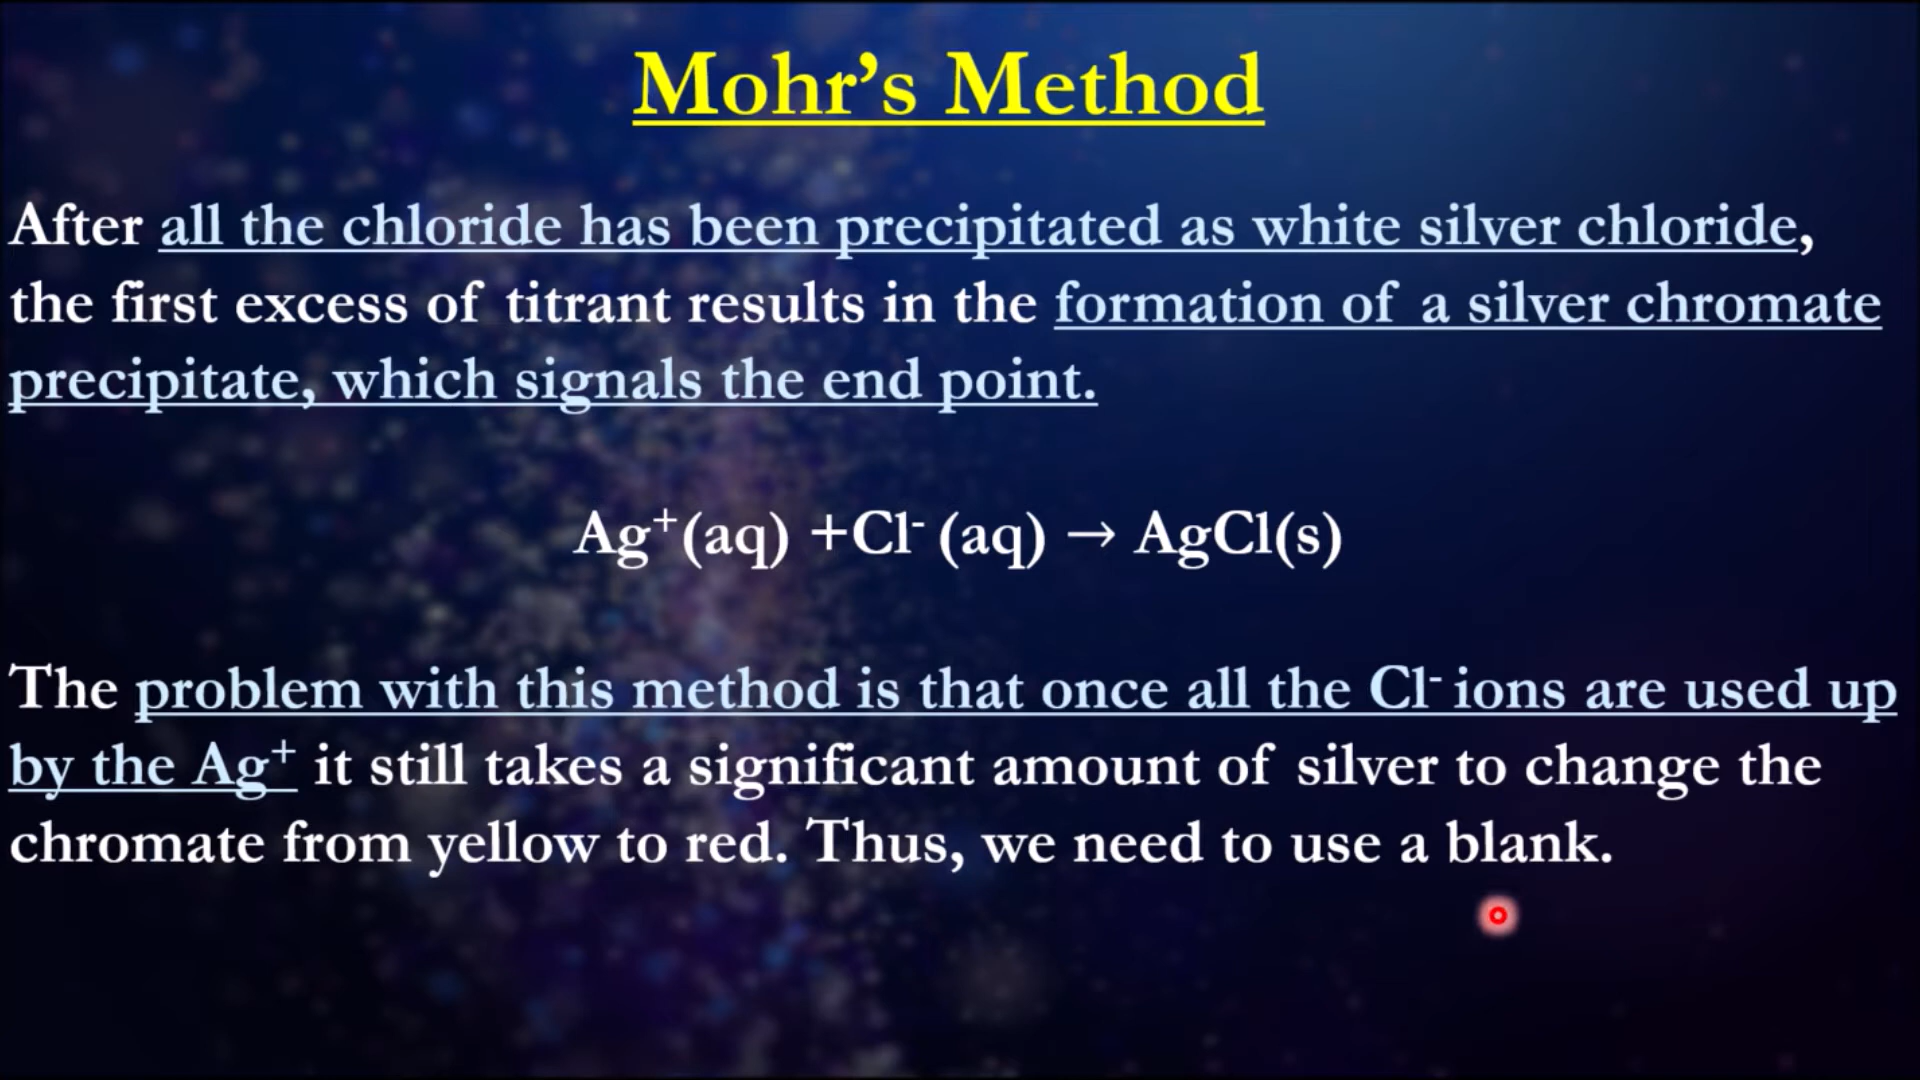 Mohr’s Method
After all the chloride has been precipitated as white silver chloride,
the first excess of titrant results in the formation of a silver chromate
precipitate, which signals the end point.
Ag⁺(aq) +Cl⁻ (aq) → AgCl(s)
The problem with this method is that once all the Cl⁻ ions are used up
by the Ag⁺ it still takes a significant amount of silver to change the
chromate from yellow to red. Thus, we need to use a blank.